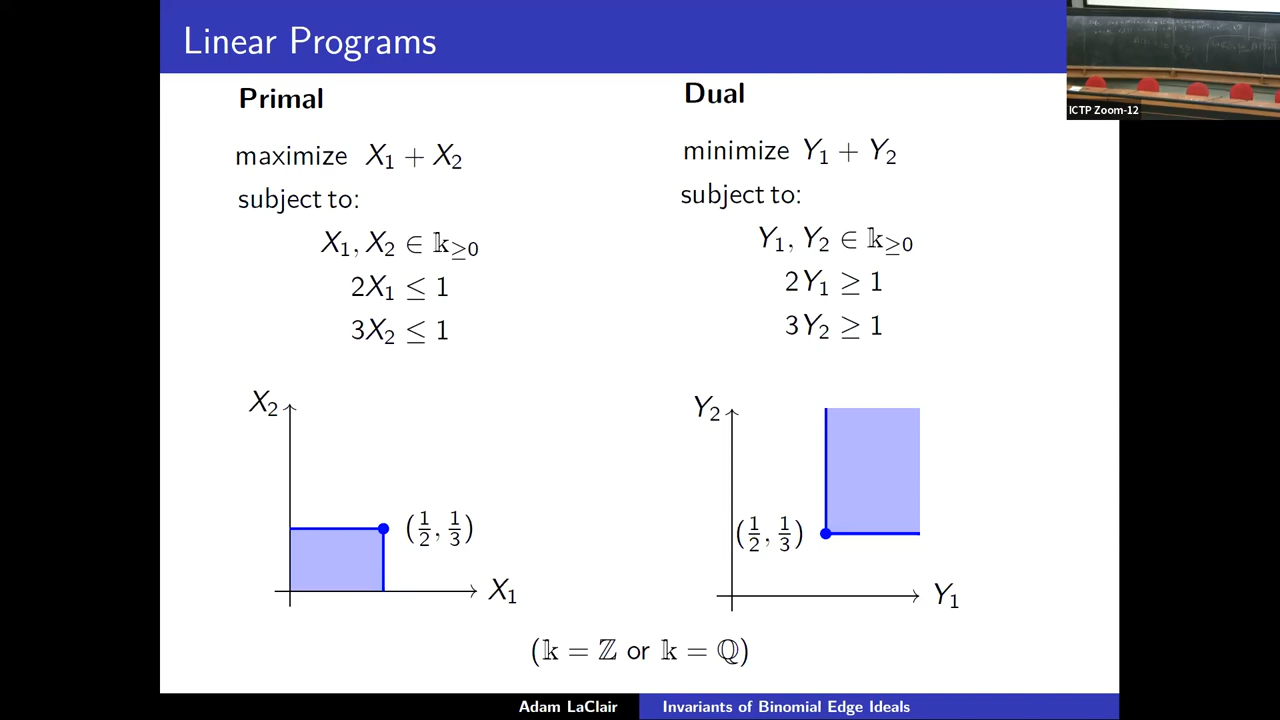 Linear Programs
Primal
maximize X₁ + X₂
subject to:
X₁, X₂ ∈ 𝕜≥0
2X₁ ≤ 1
3X₂ ≤ 1
X₂
(1/2, 1/3)
X₁
Dual
minimize Y₁ + Y₂
subject to:
Y₁, Y₂ ∈ 𝕜≥0
2Y₁ ≥ 1
3Y₂ ≥ 1
Y₂
(1/2, 1/3)
Y₁
(𝕜 = ℤ or 𝕜 = ℚ)
Adam LaClair
Invariants of Binomial Edge Ideals
ICTP Zoom-12